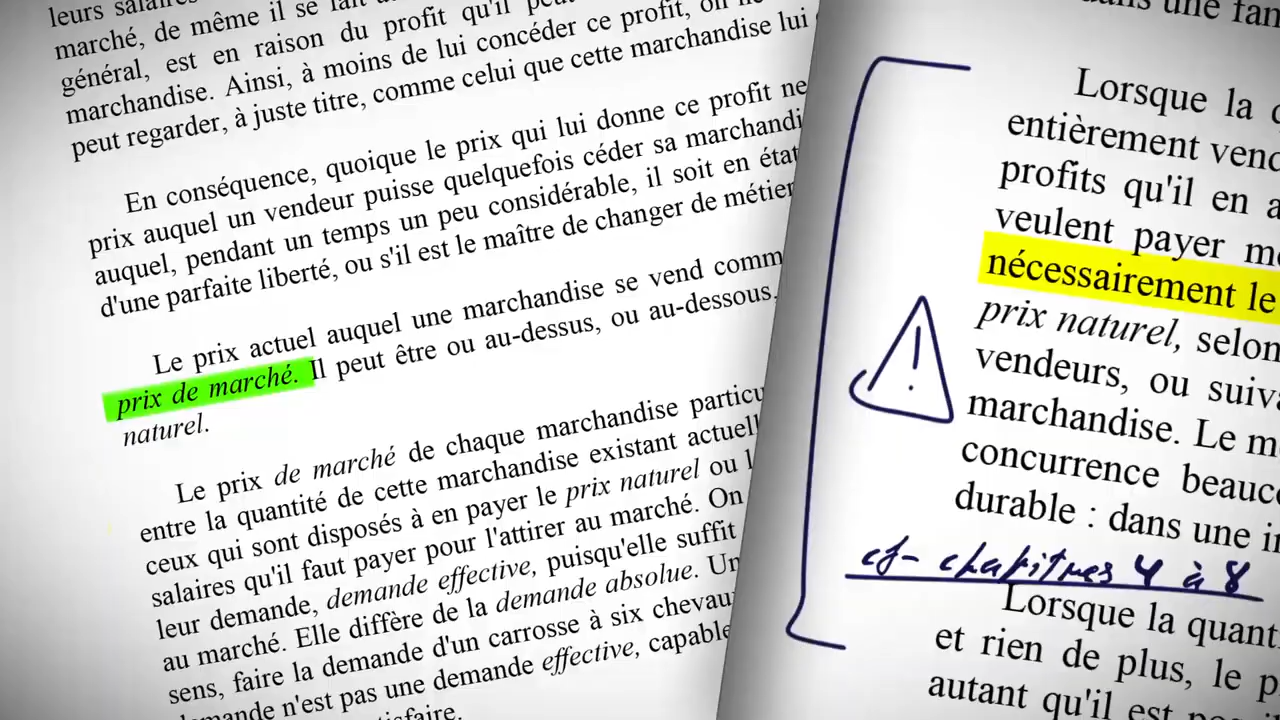 leurs salaires
marché, de même il se fait
général, est en raison du profit qu'il
marchandise. Ainsi, à moins de lui concéder ce profit, on ne
peut regarder, à juste titre, comme celui que cette marchandise lui
En conséquence, quoique le prix qui lui donne ce profit ne
prix auquel un vendeur puisse quelquefois céder sa marchandi
auquel, pendant un temps un peu considérable, il soit en état
d'une parfaite liberté, ou s'il est le maître de changer de métier
Le prix actuel auquel une marchandise se vend comm
prix de marché. Il peut être ou au-dessus, ou au-dessous,
naturel.
Le prix de marché de chaque marchandise particu
entre la quantité de cette marchandise existant actuell
ceux qui sont disposés à en payer le prix naturel ou l
salaires qu'il faut payer pour l'attirer au marché. On
leur demande, demande effective, puisqu'elle suffit
au marché. Elle diffère de la demande absolue. Un
sens, faire la demande d'un carrosse à six chevau
demande n'est pas une demande effective, capable
satisfaire.
dans une fam
Lorsque la
entièrement vend
profits qu'il en a
veulent payer m
nécessairement le
prix naturel, selon
vendeurs, ou suiva
marchandise. Le m
concurrence beauc
durable : dans une i
cf - chapitres 4 à 8
Lorsque la quanti
et rien de plus, le p
autant qu'il est